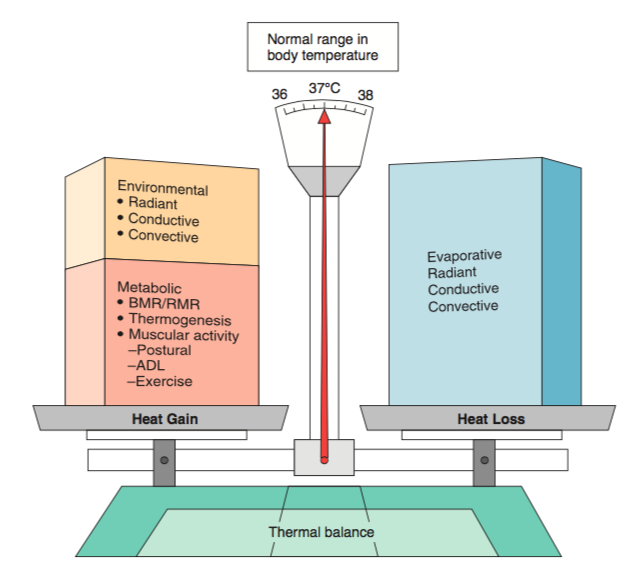 Normal range in
body temperature
36 37°C 38
Environmental
• Radiant
• Conductive
• Convective
Metabolic
• BMR/RMR
• Thermogenesis
• Muscular activity
–Postural
–ADL
–Exercise
Evaporative
Radiant
Conductive
Convective
Heat Gain
Heat Loss
Thermal balance